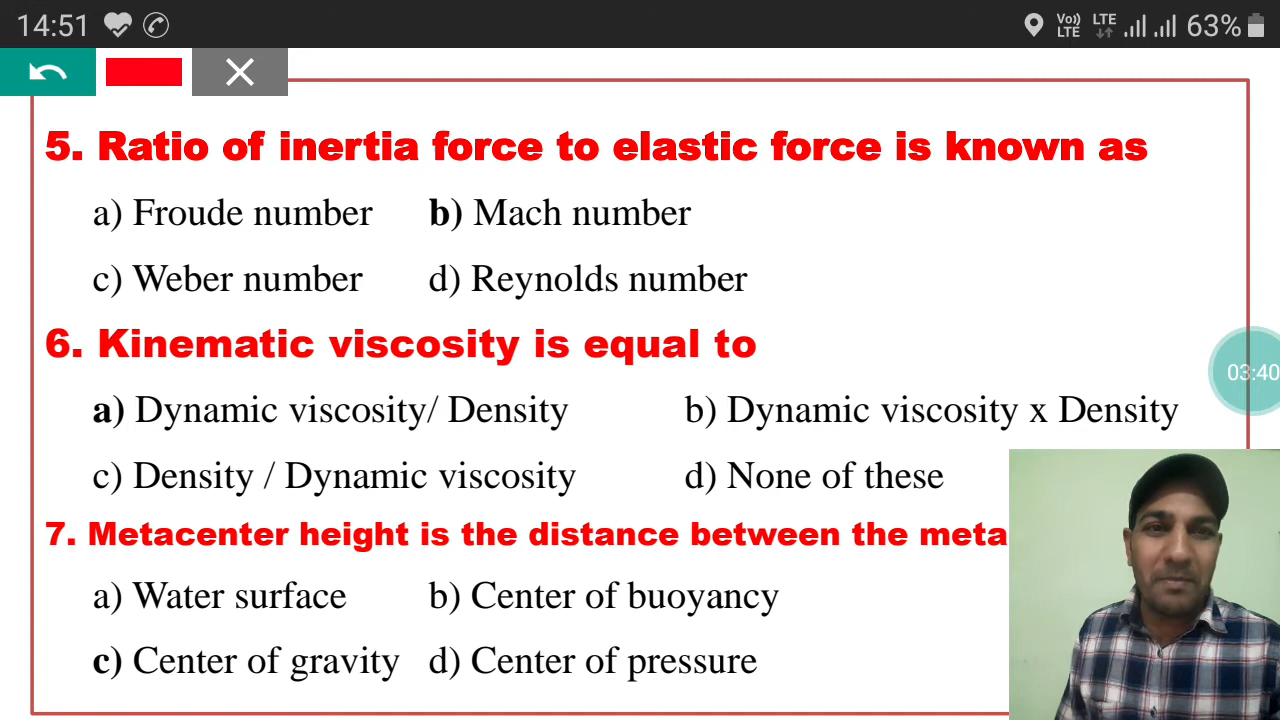 14:51 Vo)) LTE LTE 63%
5. Ratio of inertia force to elastic force is known as
a) Froude number b) Mach number
c) Weber number d) Reynolds number
6. Kinematic viscosity is equal to
03:40
a) Dynamic viscosity/ Density b) Dynamic viscosity x Density
c) Density / Dynamic viscosity d) None of these
7. Metacenter height is the distance between the meta
a) Water surface b) Center of buoyancy
c) Center of gravity d) Center of pressure